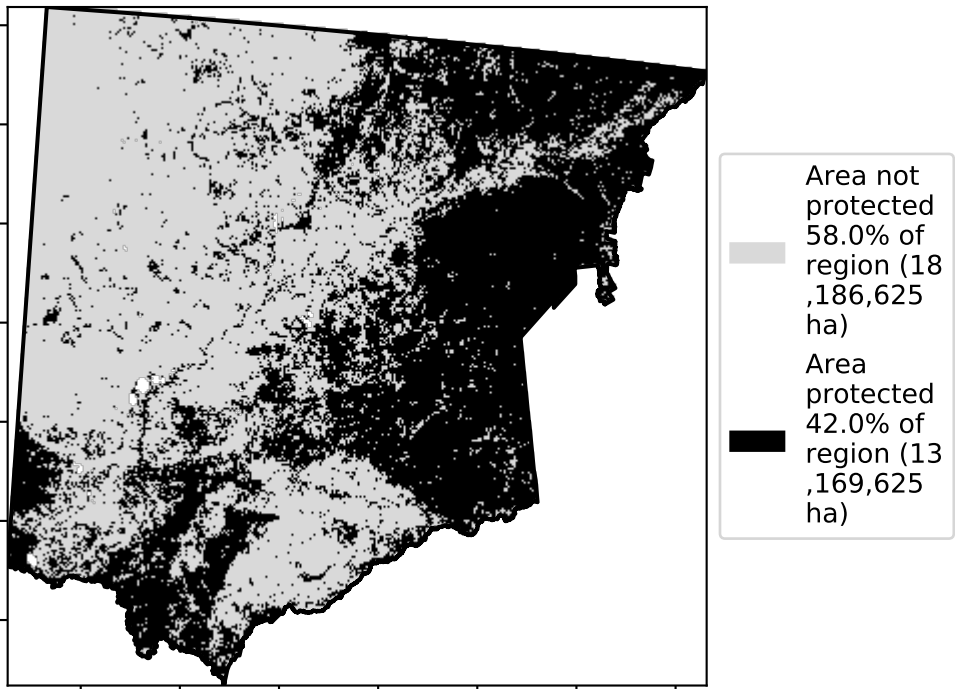 Area not
protected
58.0% of
region (18
,186,625
ha)
Area
protected
42.0% of
region (13
,169,625
ha)